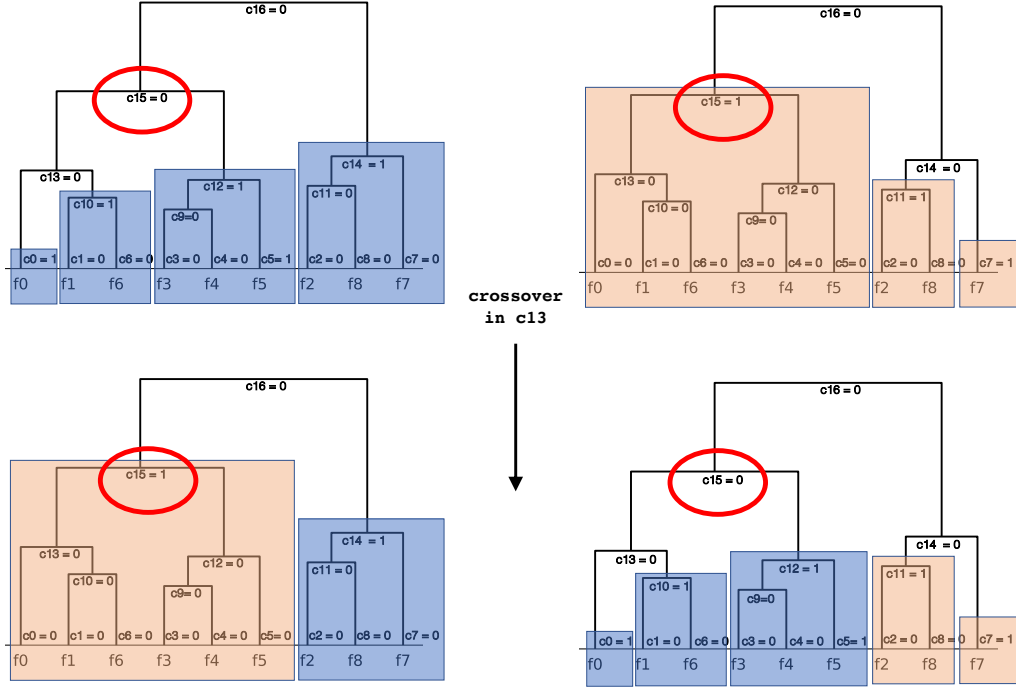 c16 = 0
c15 = 0
c13 = 0
c14 = 1
c12 = 1
c11 = 0
c10 = 1
c9=0
c0 = 1 c1 = 0 c6 = 0 c3 = 0 c4 = 0 c5= 1 c2 = 0 c8 = 0 c7 = 0
f0 f1 f6 f3 f4 f5 f2 f8 f7
c16 = 0
c15 = 1
c14 = 0
c13 = 0
c12 = 0
c11 = 1
c10 = 0
c9 = 0
c0 = 0 c1 = 0 c6 = 0 c3 = 0 c4 = 0 c5= 0 c2 = 0 c8 = 0 c7 = 1
f0 f1 f6 f3 f4 f5 f2 f8 f7
crossover
in c13
c16 = 0
c15 = 1
c14 = 1
c13 = 0
c12 = 0
c11 = 0
c10 = 0
c9= 0
c0 = 0 c1 = 0 c6 = 0 c3 = 0 c4 = 0 c5= 0 c2 = 0 c8 = 0 c7 = 0
f0 f1 f6 f3 f4 f5 f2 f8 f7
c16 = 0
c15 = 0
c14 = 0
c13 = 0
c12 = 1
c11 = 1
c10 = 1
c9=0
c0 = 1 c1 = 0 c6 = 0 c3 = 0 c4 = 0 c5= 1 c2 = 0 c8 = 0 c7 = 1
f0 f1 f6 f3 f4 f5 f2 f8 f7